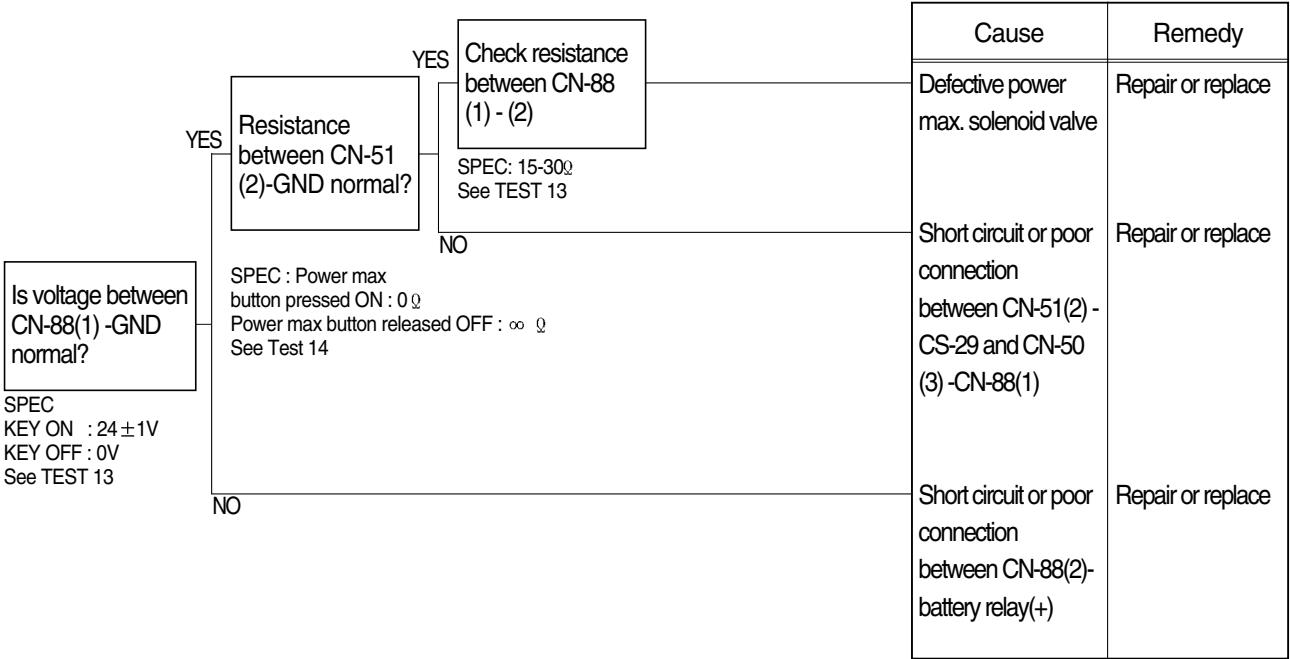 Is voltage between
CN-88(1) -GND
normal?
SPEC
KEY ON : 24±1V
KEY OFF : 0V
See TEST 13
YES
NO
Resistance
between CN-51
(2)-GND normal?
SPEC : Power max
button pressed ON : 0 Ω
Power max button released OFF : ∞ Ω
See Test 14
YES
NO
Check resistance
between CN-88
(1) - (2)
SPEC: 15-30Ω
See TEST 13
Cause
Remedy
Defective power
max. solenoid valve
Repair or replace
Short circuit or poor
connection
between CN-51(2) -
CS-29 and CN-50
(3) -CN-88(1)
Repair or replace
Short circuit or poor
connection
between CN-88(2)-
battery relay(+)
Repair or replace